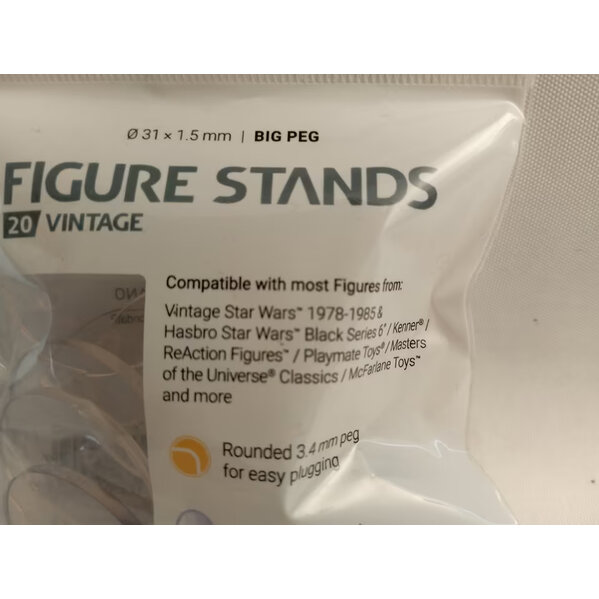 Ø 31 × 1.5 mm | BIG PEG
FIGURE STANDS
20 VINTAGE
Compatible with most Figures from:
Vintage Star Wars™ 1978-1985 &
Hasbro Star Wars™ Black Series 6" / Kenner® /
ReAction Figures™ / Playmate Toys® / Masters
of the Universe® Classics / McFarlane Toys™
and more
Rounded 3.4 mm peg
for easy plugging